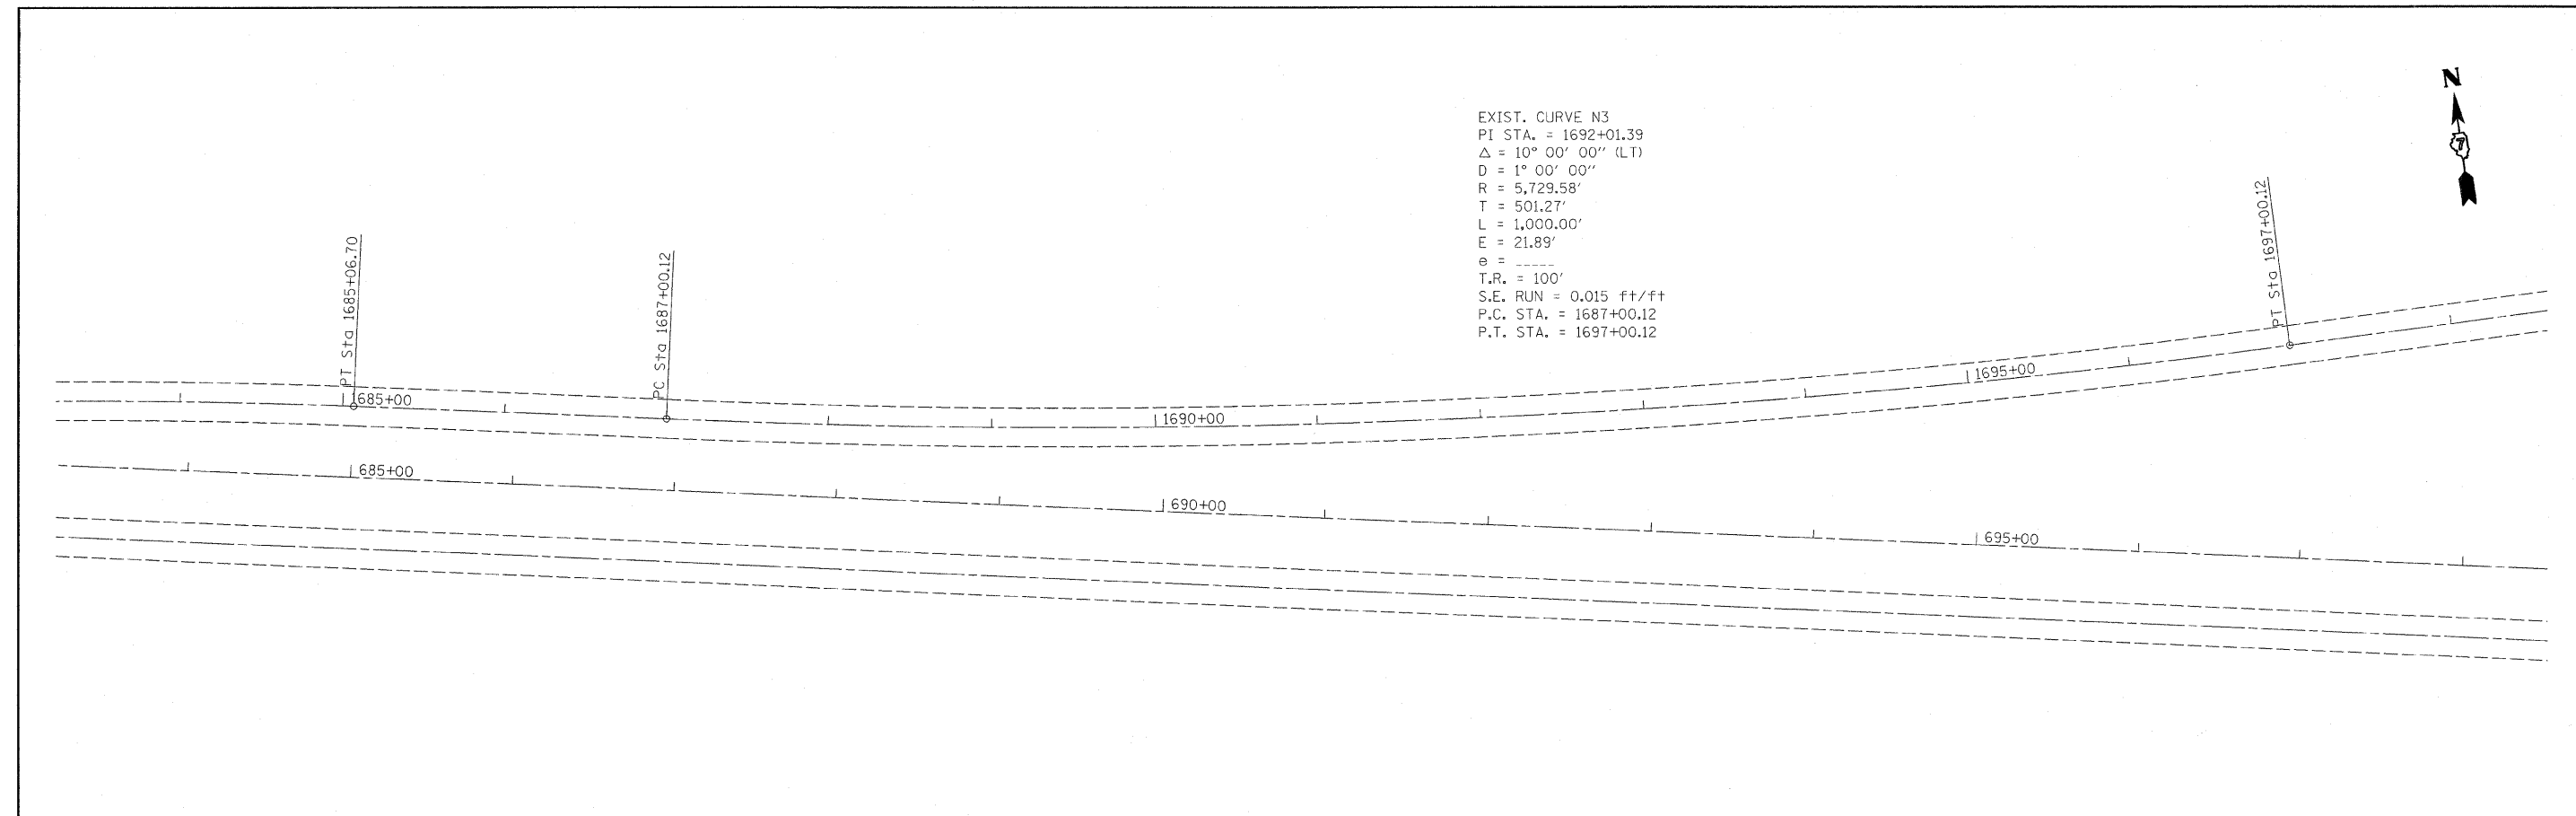 N
7
EXIST. CURVE N3
PI STA. = 1692+01.39
Δ = 10° 00' 00'' (LT)
D = 1° 00' 00''
R = 5,729.58'
T = 501.27'
L = 1,000.00'
E = 21.89'
e = _____
T.R. = 100'
S.E. RUN = 0.015 ft/ft
P.C. STA. = 1687+00.12
P.T. STA. = 1697+00.12
PT Sta 1685+06.70
PC Sta 1687+00.12
PT Sta 1697+00.12
1685+00
1690+00
1695+00
685+00
690+00
695+00